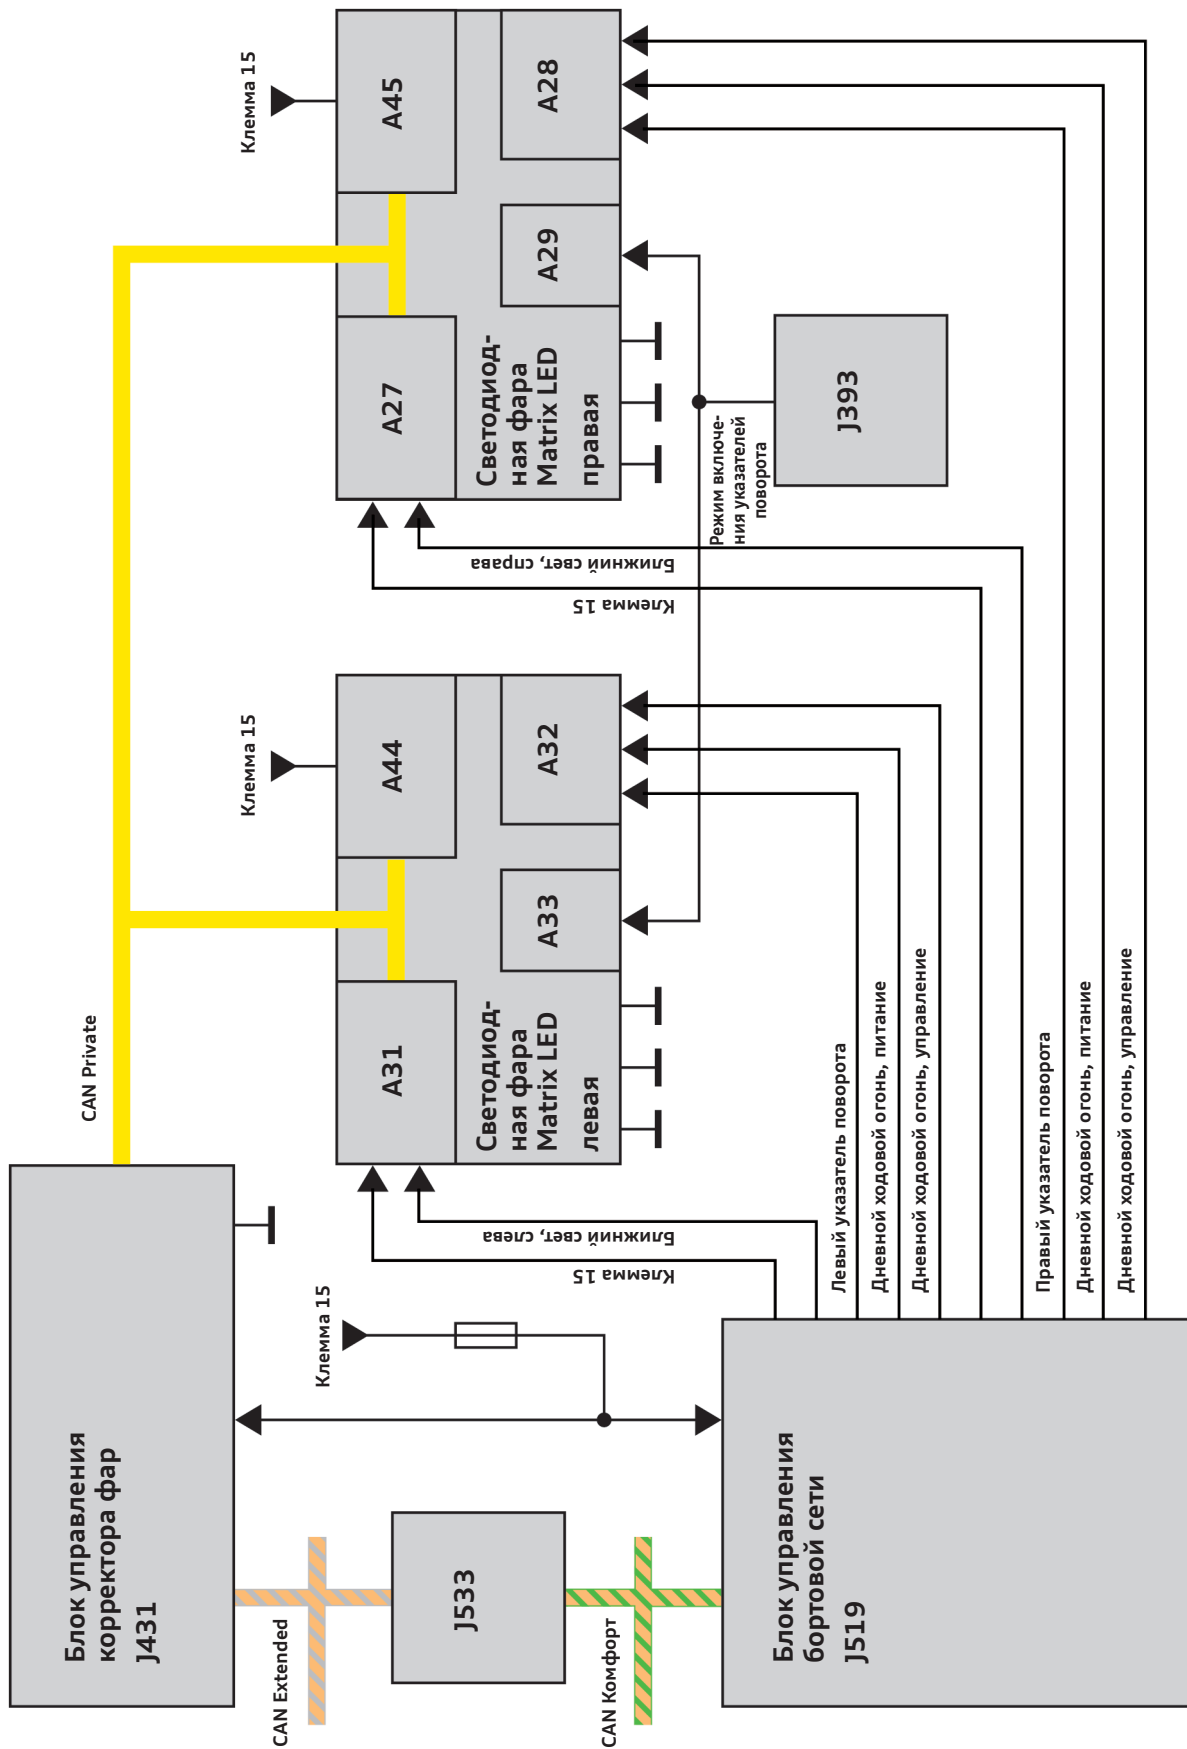 Блок управления
корректора фар
J431
CAN Extended
J533
CAN Комфорт
Блок управления
бортовой сети
J519
CAN Private
Клемма 15
Клемма 15
Ближний свет, слева
Клемма 15
A31
A44
A33
A32
Светодиод-
ная фара
Matrix LED
левая
Левый указатель поворота
Дневной ходовой огонь, питание
Дневной ходовой огонь, управление
Клемма 15
Ближний свет, справа
Клемма 15
A27
A45
A29
A28
Светодиод-
ная фара
Matrix LED
правая
Режим включе-
ния указателей
поворота
J393
Правый указатель поворота
Дневной ходовой огонь, питание
Дневной ходовой огонь, управление